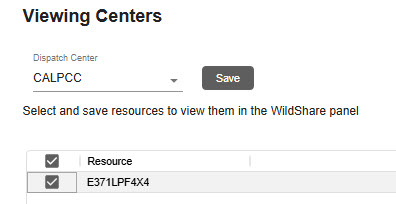 Viewing Centers
Dispatch Center
CALPCC
Save
Select and save resources to view them in the WildShare panel
Resource
E371LPF4X4